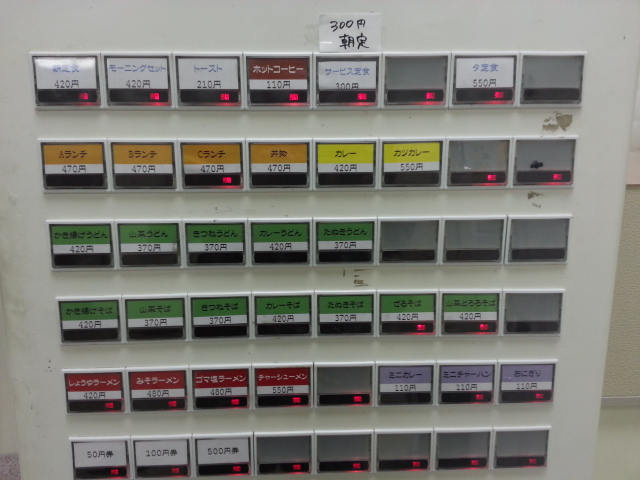 300円
朝定
朝定食
420円
モーニングセット
420円
トースト
210円
ホットコーヒー
110円
サービス定食
300円
夕定食
550円
Aランチ
470円
Bランチ
470円
Cランチ
470円
丼物
470円
カレー
420円
カツカレー
550円
かき揚げうどん
420円
山菜うどん
370円
きつねうどん
370円
カレーうどん
420円
たぬきうどん
370円
かき揚げそば
420円
山菜そば
370円
きつねそば
370円
カレーそば
420円
たぬきそば
370円
ざるそば
420円
山菜とろろそば
420円
しょうゆラーメン
420円
みそラーメン
480円
ゴマ塩ラーメン
480円
チャーシューメン
550円
ミニカレー
110円
ミニチャーハン
110円
おにぎり
110円
50円券
100円券
500円券